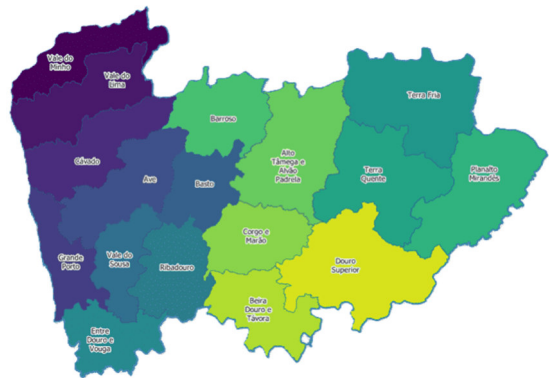 Vale do
Minho
Vale do
Lima
Terra Fria
Barroso
Cávado
Alto
Tâmega e
Alvão
Padrela
Terra
Quente
Planalto
Mirandês
Ave
Basto
Corgo e
Marão
Grande
Porto
Vale do
Sousa
Ribadouro
Douro
Superior
Beira
Douro e
Távora
Entre
Douro e
Vouga